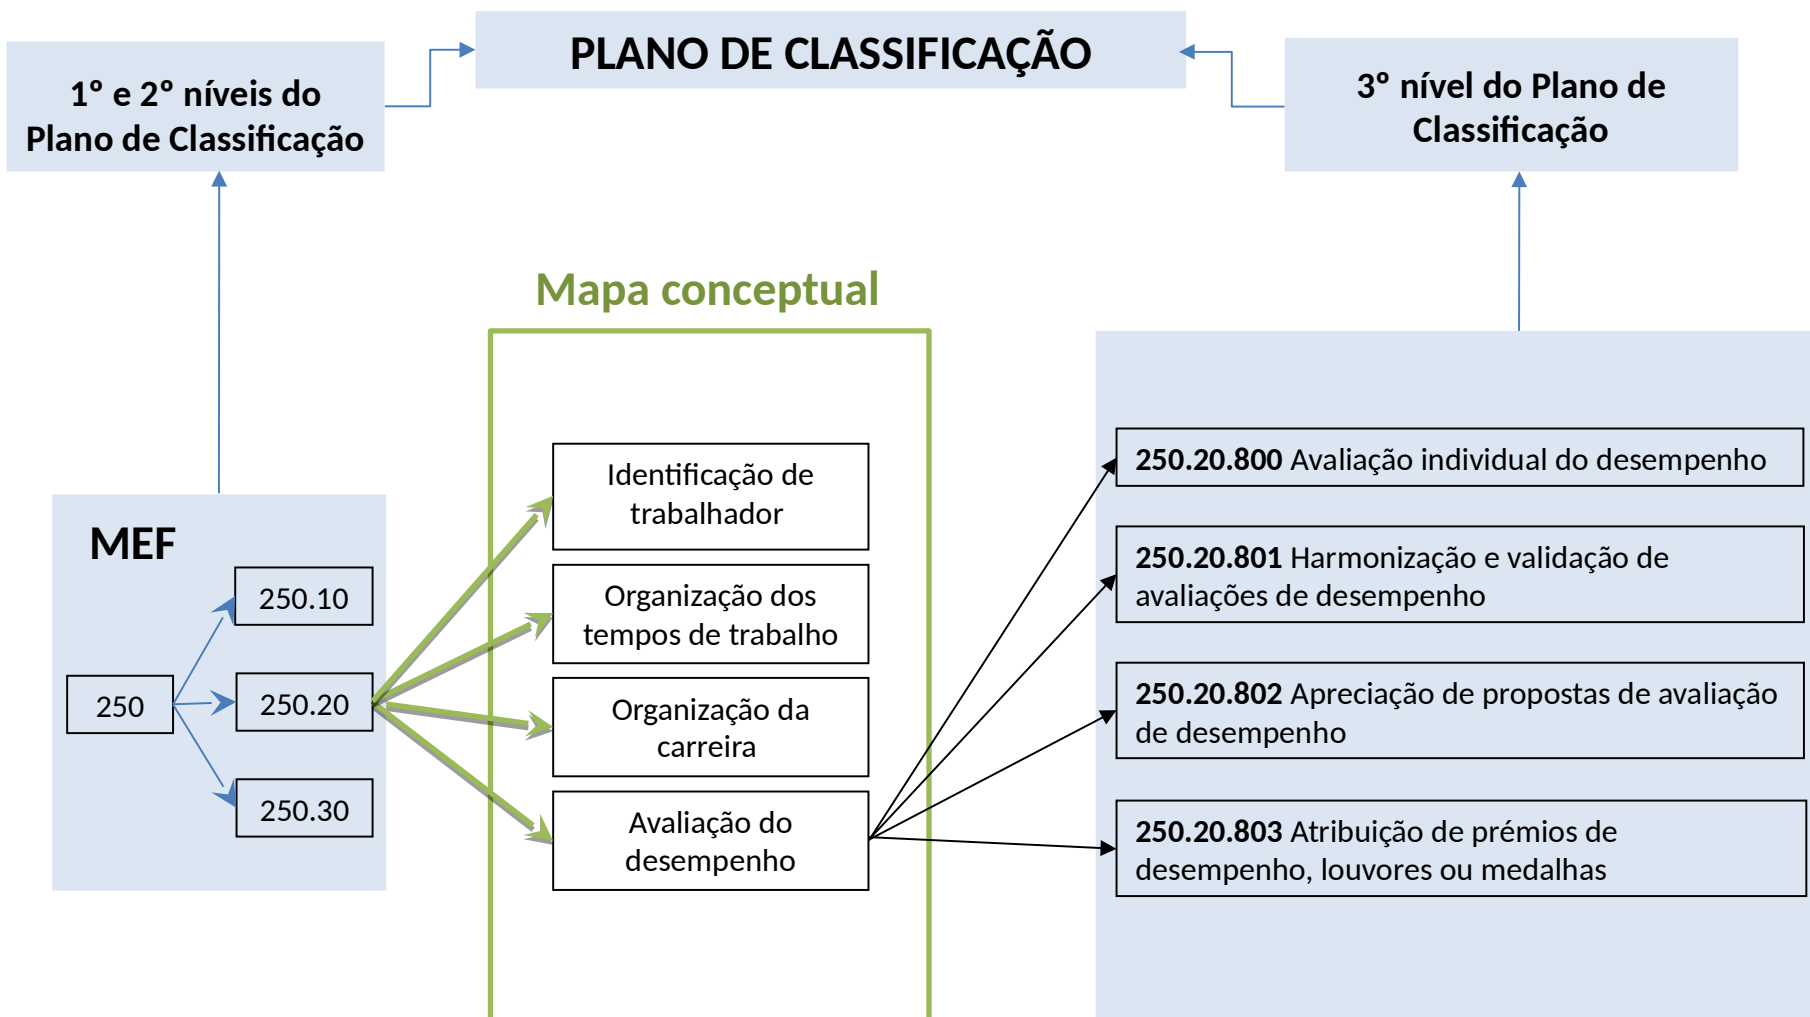 PLANO DE CLASSIFICAÇÃO
1º e 2º níveis do
Plano de Classificação
3º nível do Plano de
Classificação
Mapa conceptual
MEF
250
250.10
250.20
250.30
Identificação de
trabalhador
Organização dos
tempos de trabalho
Organização da
carreira
Avaliação do
desempenho
250.20.800 Avaliação individual do desempenho
250.20.801 Harmonização e validação de
avaliações de desempenho
250.20.802 Apreciação de propostas de avaliação
de desempenho
250.20.803 Atribuição de prémios de
desempenho, louvores ou medalhas